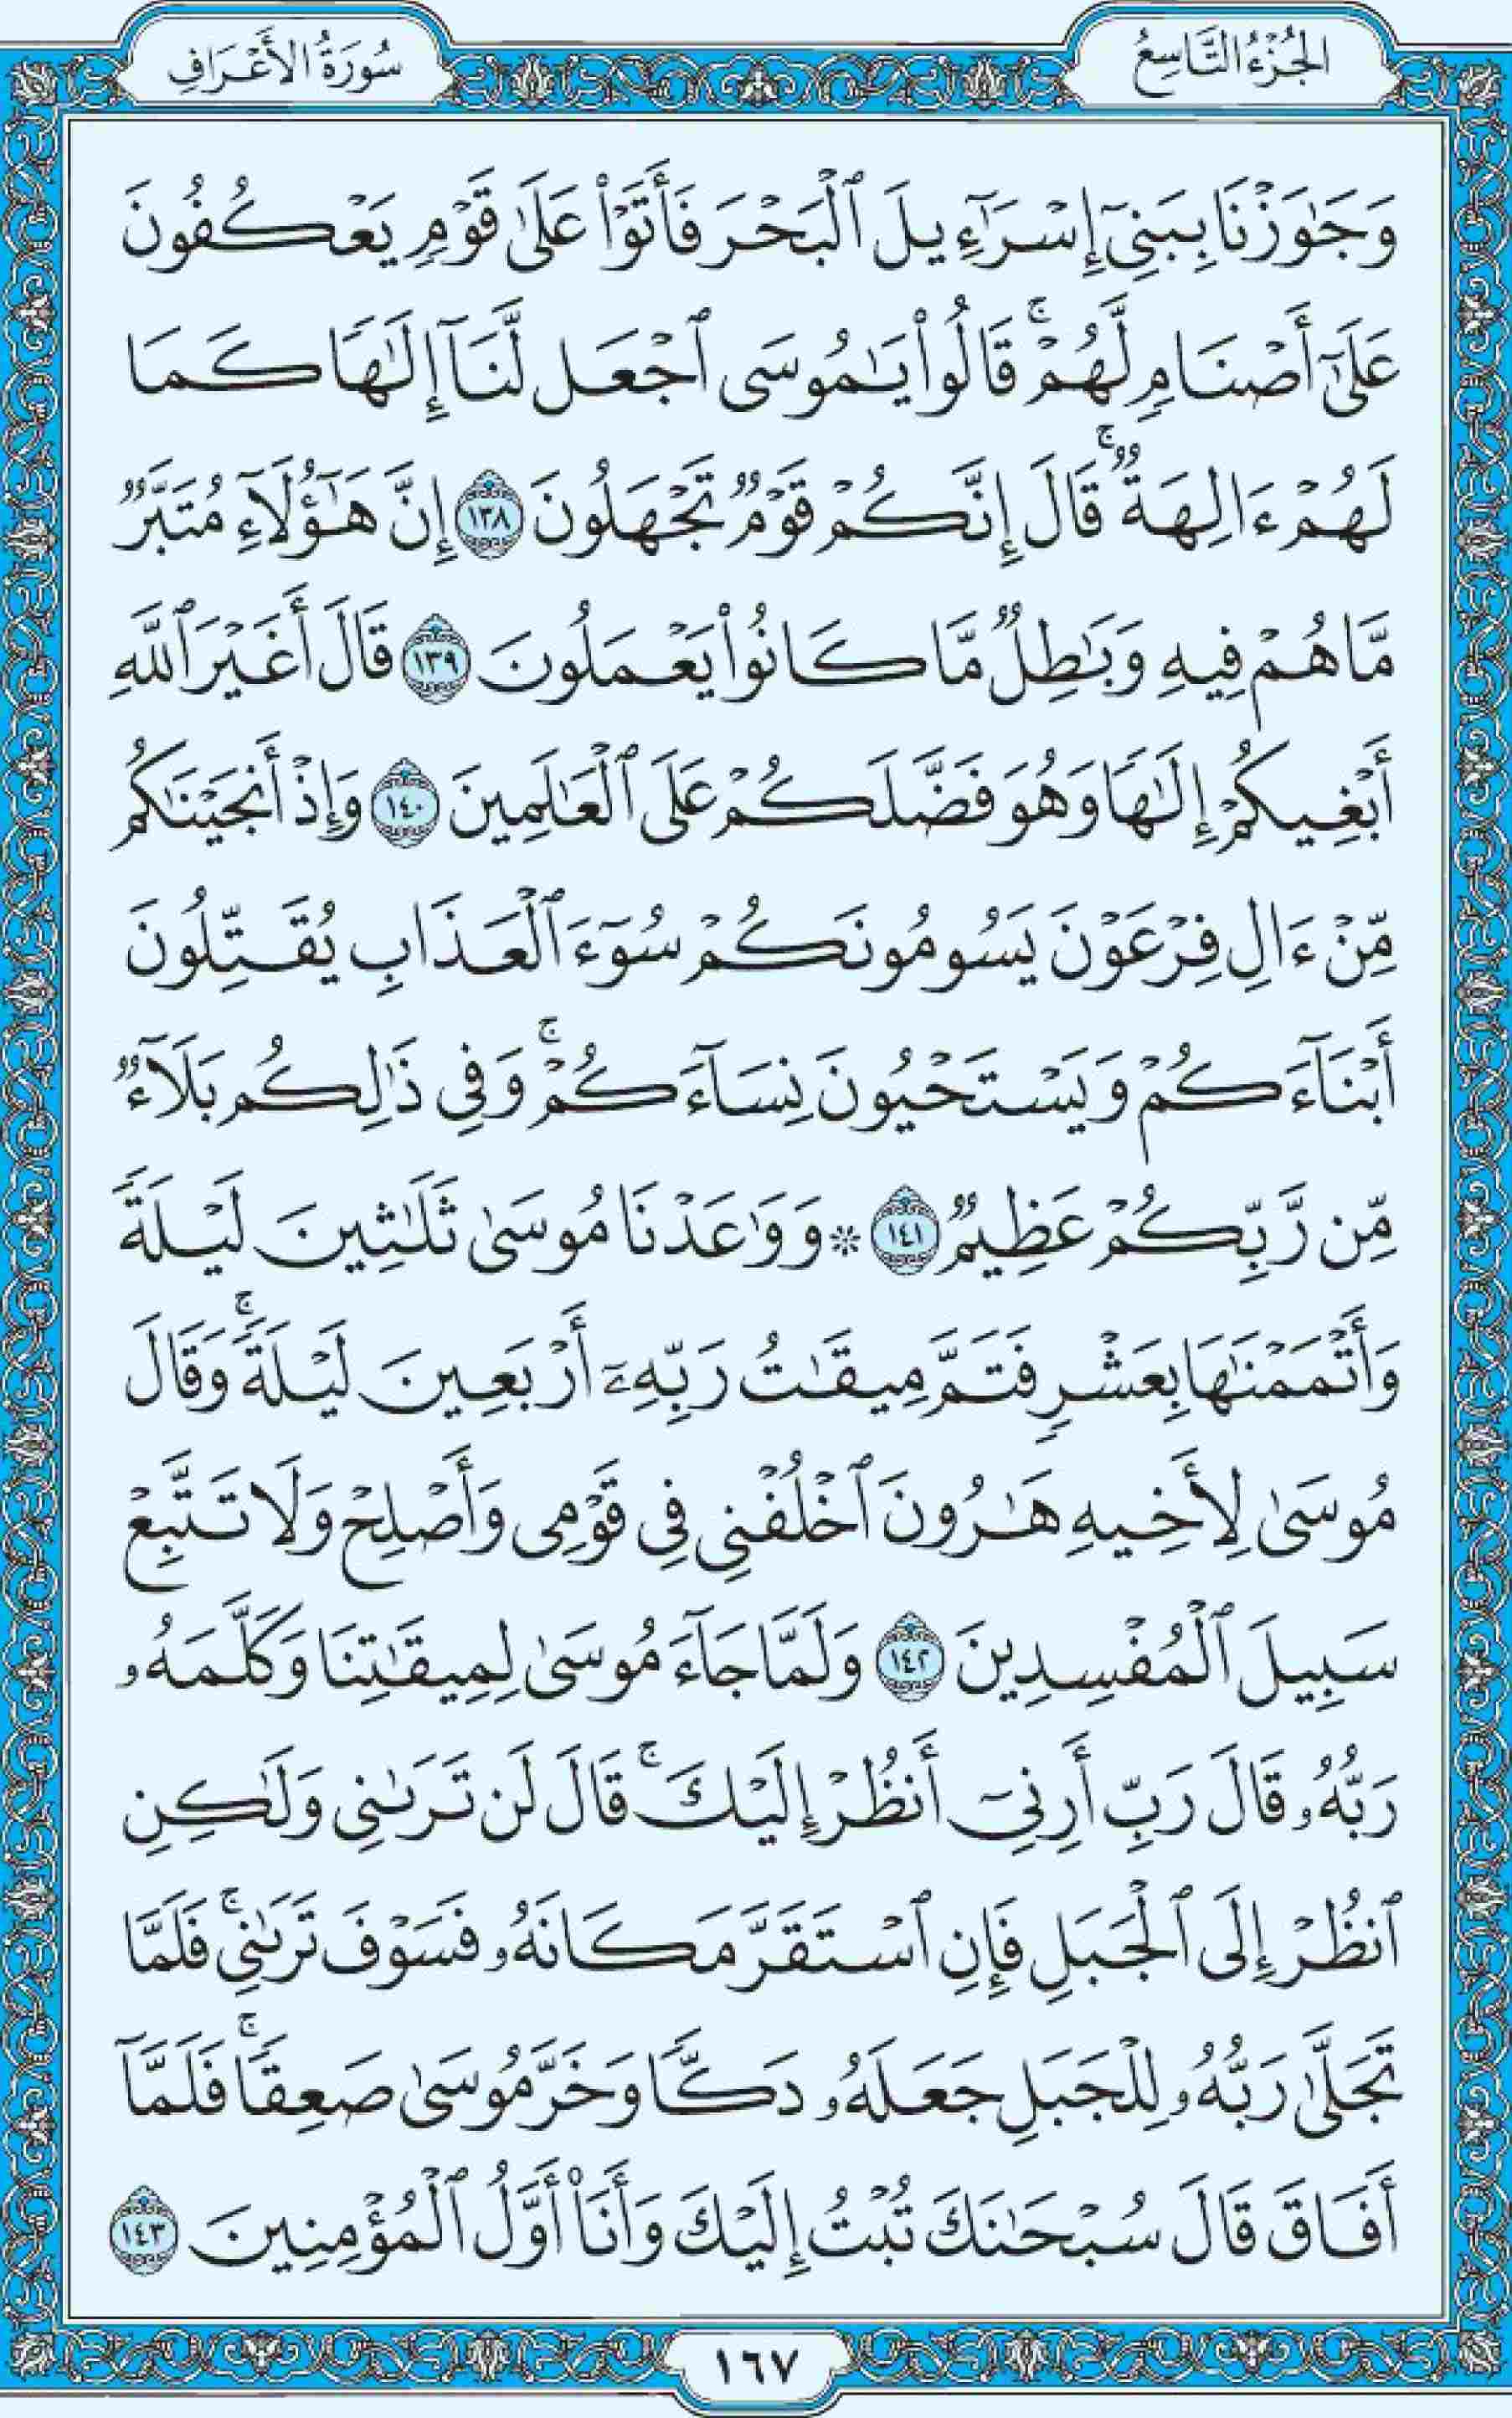 الجُزْءُ التَّاسِعُ
سُورَةُ الأَعْرَافِ
وَجَٰوَزْنَا بِبَنِيٓ إِسْرَٰٓءِيلَ ٱلْبَحْرَ فَأَتَوْا۟ عَلَىٰ قَوْمٍ يَعْكُفُونَ
عَلَىٰٓ أَصْنَامٍ لَّهُمْ ۚ قَالُوا۟ يَٰمُوسَى ٱجْعَل لَّنَآ إِلَٰهًا كَمَا
لَهُمْ ءَالِهَةٌ ۚ قَالَ إِنَّكُمْ قَوْمٌ تَجْهَلُونَ ١٣٨ إِنَّ هَٰٓؤُلَآءِ مُتَبَّرٌ
مَّا هُمْ فِيهِ وَبَٰطِلٌ مَّا كَانُوا۟ يَعْمَلُونَ ١٣٩ قَالَ أَغَيْرَ ٱللَّهِ
أَبْغِيكُمْ إِلَٰهًا وَهُوَ فَضَّلَكُمْ عَلَى ٱلْعَٰلَمِينَ ١٤٠ وَإِذْ أَنجَيْنَٰكُم
مِّنْ ءَالِ فِرْعَوْنَ يَسُومُونَكُمْ سُوٓءَ ٱلْعَذَابِ يُقَتِّلُونَ
أَبْنَآءَكُمْ وَيَسْتَحْيُونَ نِسَآءَكُمْ ۚ وَفِي ذَٰلِكُم بَلَآءٌ
مِّن رَّبِّكُمْ عَظِيمٌ ١٤١ ۞ وَوَٰعَدْنَا مُوسَىٰ ثَلَٰثِينَ لَيْلَةً
وَأَتْمَمْنَٰهَا بِعَشْرٍ فَتَمَّ مِيقَٰتُ رَبِّهِۦٓ أَرْبَعِينَ لَيْلَةً ۚ وَقَالَ
مُوسَىٰ لِأَخِيهِ هَٰرُونَ ٱخْلُفْنِي فِي قَوْمِي وَأَصْلِحْ وَلَا تَتَّبِعْ
سَبِيلَ ٱلْمُفْسِدِينَ ١٤٢ وَلَمَّا جَآءَ مُوسَىٰ لِمِيقَٰتِنَا وَكَلَّمَهُۥ
رَبُّهُۥ قَالَ رَبِّ أَرِنِيٓ أَنظُرْ إِلَيْكَ ۚ قَالَ لَن تَرَىٰنِي وَلَٰكِنِ
ٱنظُرْ إِلَى ٱلْجَبَلِ فَإِنِ ٱسْتَقَرَّ مَكَانَهُۥ فَسَوْفَ تَرَىٰنِي ۚ فَلَمَّا
تَجَلَّىٰ رَبُّهُۥ لِلْجَبَلِ جَعَلَهُۥ دَكًّا وَخَرَّ مُوسَىٰ صَعِقًا ۚ فَلَمَّآ
أَفَاقَ قَالَ سُبْحَٰنَكَ تُبْتُ إِلَيْكَ وَأَنَا۠ أَوَّلُ ٱلْمُؤْمِنِينَ ١٤٣
١٦٧